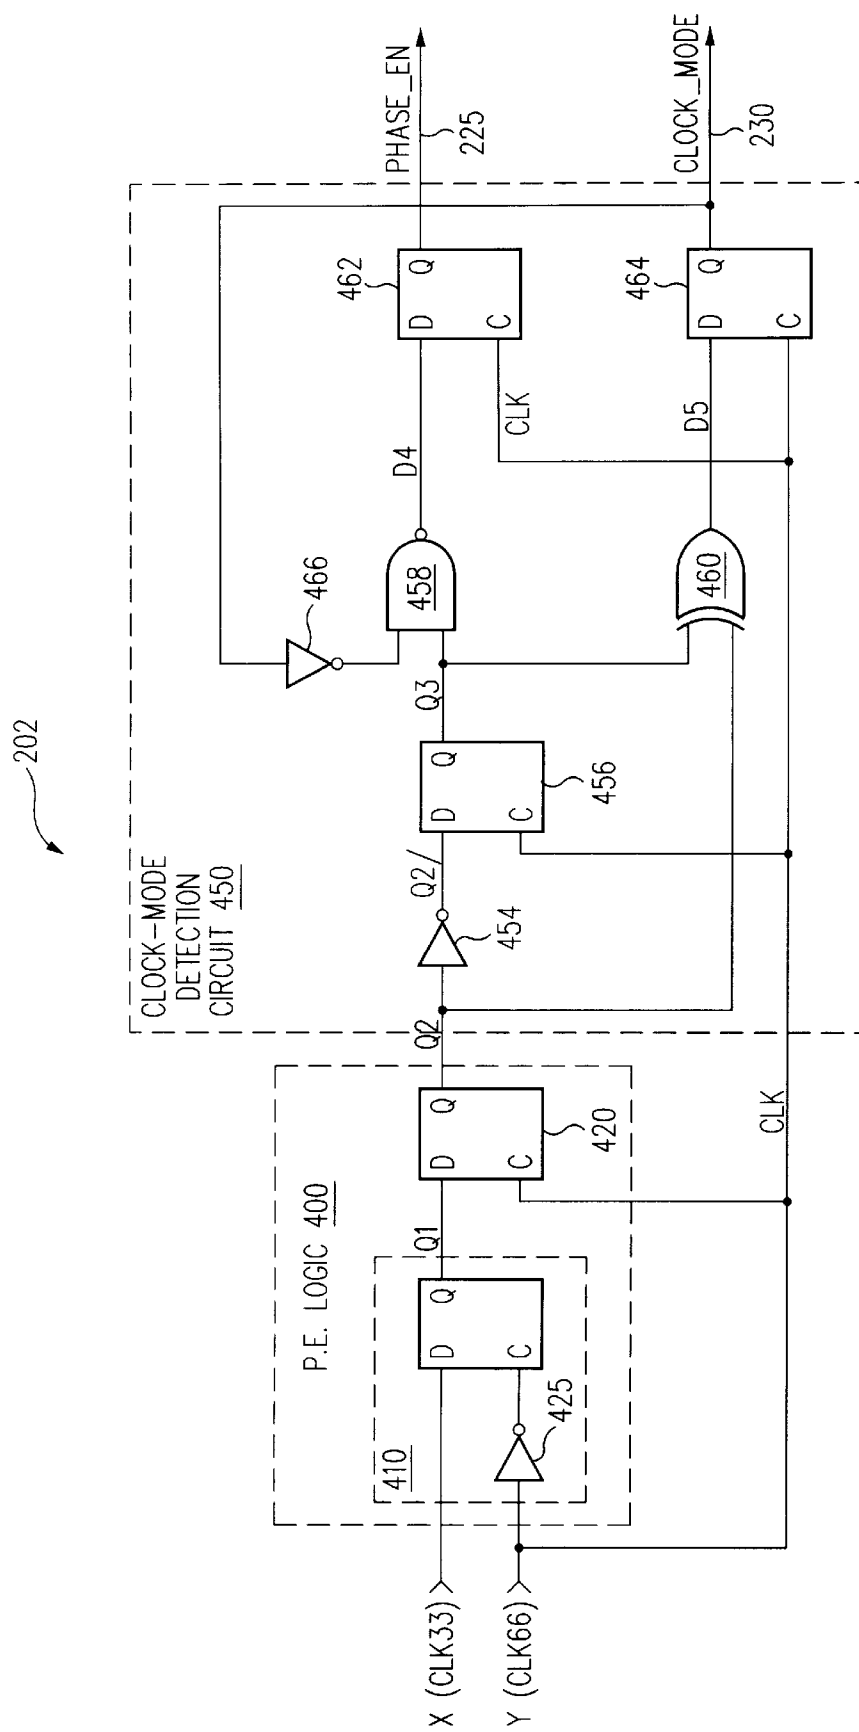 202
CLOCK-MODE
DETECTION
CIRCUIT 450
P.E. LOGIC 400
410
425
X (CLK33)
Y (CLK66)
D
Q
C
Q1
D
Q
C
420
Q2
CLK
454
Q2/
D
Q
C
456
Q3
466
458
460
D4
D5
CLK
462
D
Q
C
464
D
Q
C
PHASE_EN
225
CLOCK_MODE
230